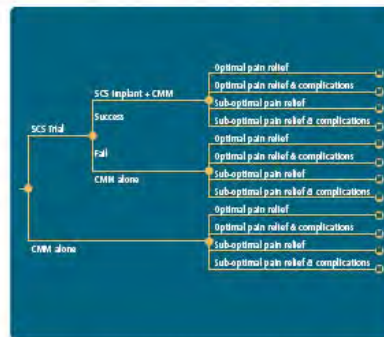 Optimal pain relief
SCS Implant + CMM
Optimal pain relief & complications
Success
Sub-optimal pain relief
SCS Trial
Sub-optimal pain relief & complications
Optimal pain relief
Fail
Optimal pain relief & complications
CMM alone
Sub-optimal pain relief
Sub-optimal pain relief & complications
Optimal pain relief
Optimal pain relief & complications
CMM alone
Sub-optimal pain relief
Sub-optimal pain relief & complications